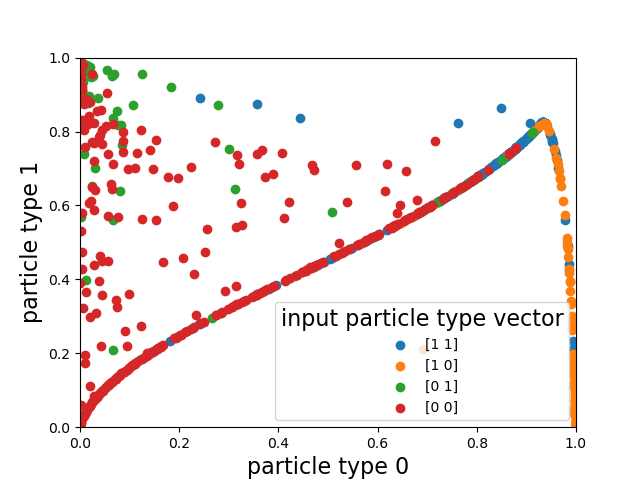 1.0
0.8
0.6
0.4
0.2
0.0
particle type 1
input particle type vector
[1 1]
[1 0]
[0 1]
[0 0]
0.0 0.2 0.4 0.6 0.8 1.0
particle type 0